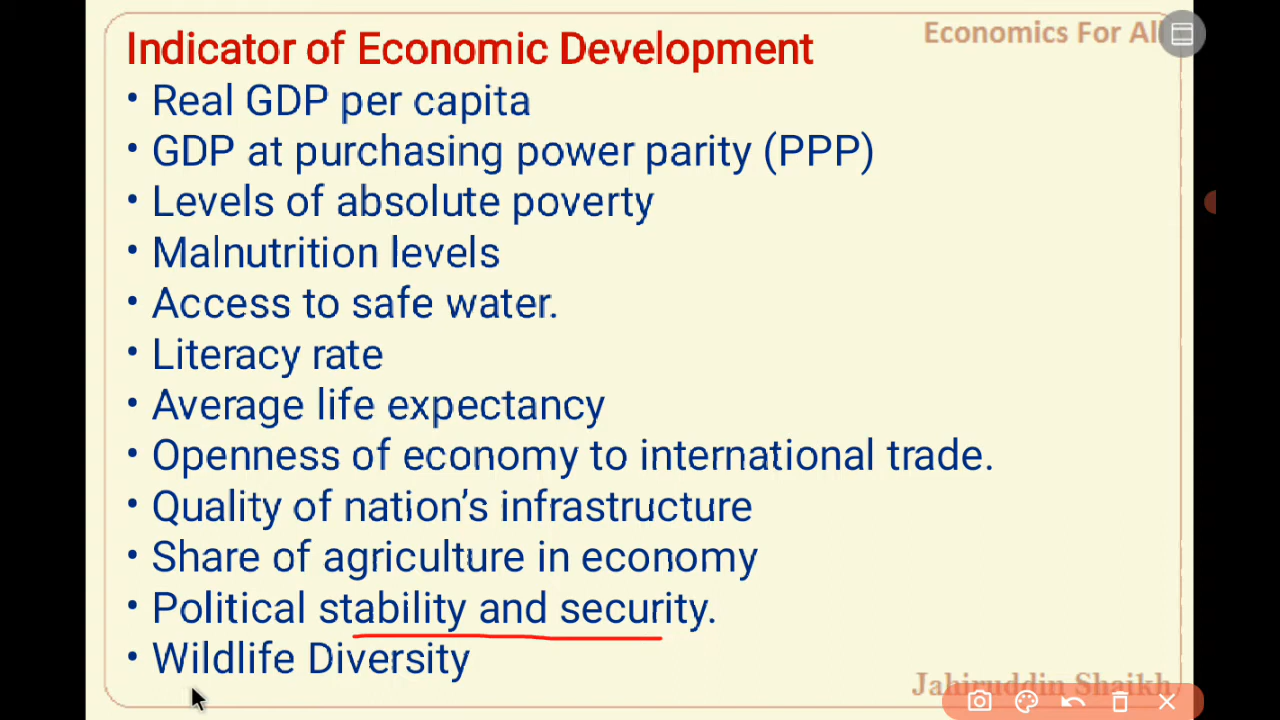 Economics For All
Indicator of Economic Development
• Real GDP per capita
• GDP at purchasing power parity (PPP)
• Levels of absolute poverty
• Malnutrition levels
• Access to safe water.
• Literacy rate
• Average life expectancy
• Openness of economy to international trade.
• Quality of nation's infrastructure
• Share of agriculture in economy
• Political stability and security.
• Wildlife Diversity
Jahiruddin Shaikh